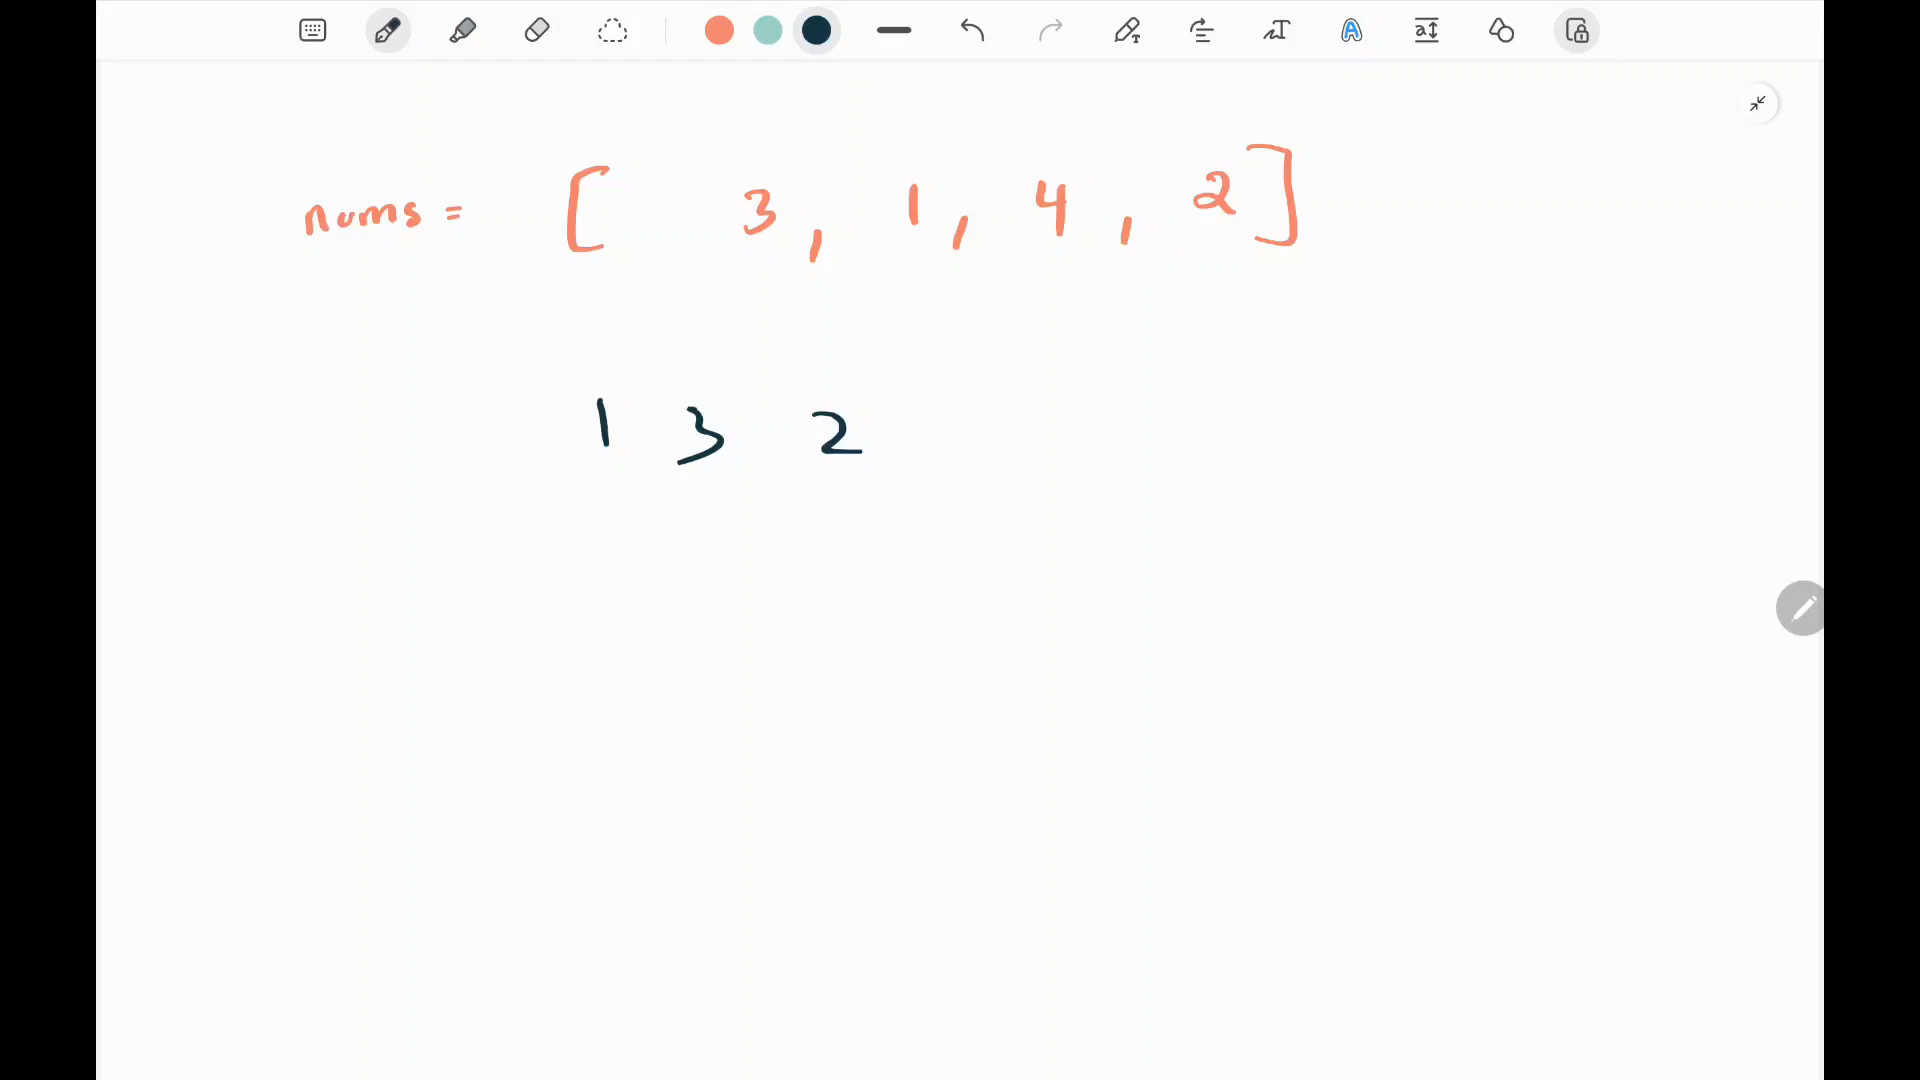 nums = [ 3, 1, 4, 2]
1 3 2